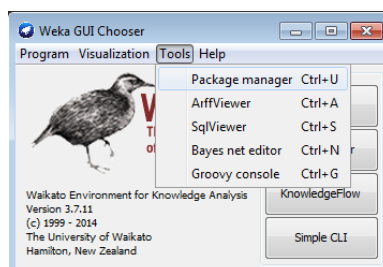 Weka GUI Chooser
Program Visualization Tools Help
Package manager Ctrl+U
ArffViewer Ctrl+A
SqlViewer Ctrl+S
Bayes net editor Ctrl+N
Groovy console Ctrl+G
Waikato Environment for Knowledge Analysis
Version 3.7.11
(c) 1999 - 2014
The University of Waikato
Hamilton, New Zealand
KnowledgeFlow
Simple CLI